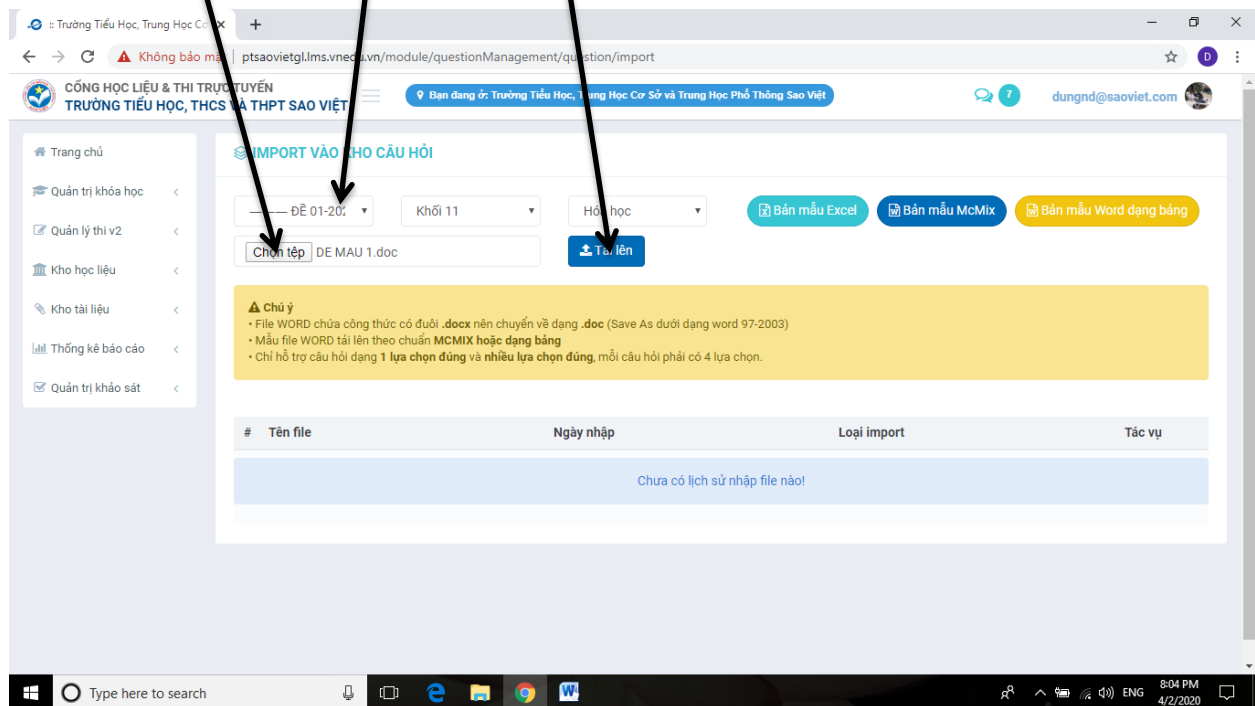 :: Trường Tiểu Học, Trung Học Cơ
Không bảo mật ptsaovietgl.lms.vnedu.vn/module/questionManagement/question/import D
CỔNG HỌC LIỆU & THI TRỰC TUYẾN
TRƯỜNG TIỂU HỌC, THCS VÀ THPT SAO VIỆT
Bạn đang ở: Trường Tiểu Học, Trung Học Cơ Sở và Trung Học Phổ Thông Sao Việt
7 dungnd@saoviet.com
Trang chủ
Quản trị khóa học
Quản lý thi v2
Kho học liệu
Kho tài liệu
Thống kê báo cáo
Quản trị khảo sát
IMPORT VÀO KHO CÂU HỎI
——— ĐỀ 01-202 Khối 11 Hóa học Bản mẫu Excel Bản mẫu McMix Bản mẫu Word dạng bảng
Chọn tệp DE MAU 1.doc Tải lên
Chú ý
• File WORD chứa công thức có đuôi .docx nên chuyển về dạng .doc (Save As dưới dạng word 97-2003)
• Mẫu file WORD tải lên theo chuẩn MCMIX hoặc dạng bảng
• Chỉ hỗ trợ câu hỏi dạng 1 lựa chọn đúng và nhiều lựa chọn đúng, mỗi câu hỏi phải có 4 lựa chọn.
# Tên file Ngày nhập Loại import Tác vụ
Chưa có lịch sử nhập file nào!
Type here to search ENG 8:04 PM
4/2/2020